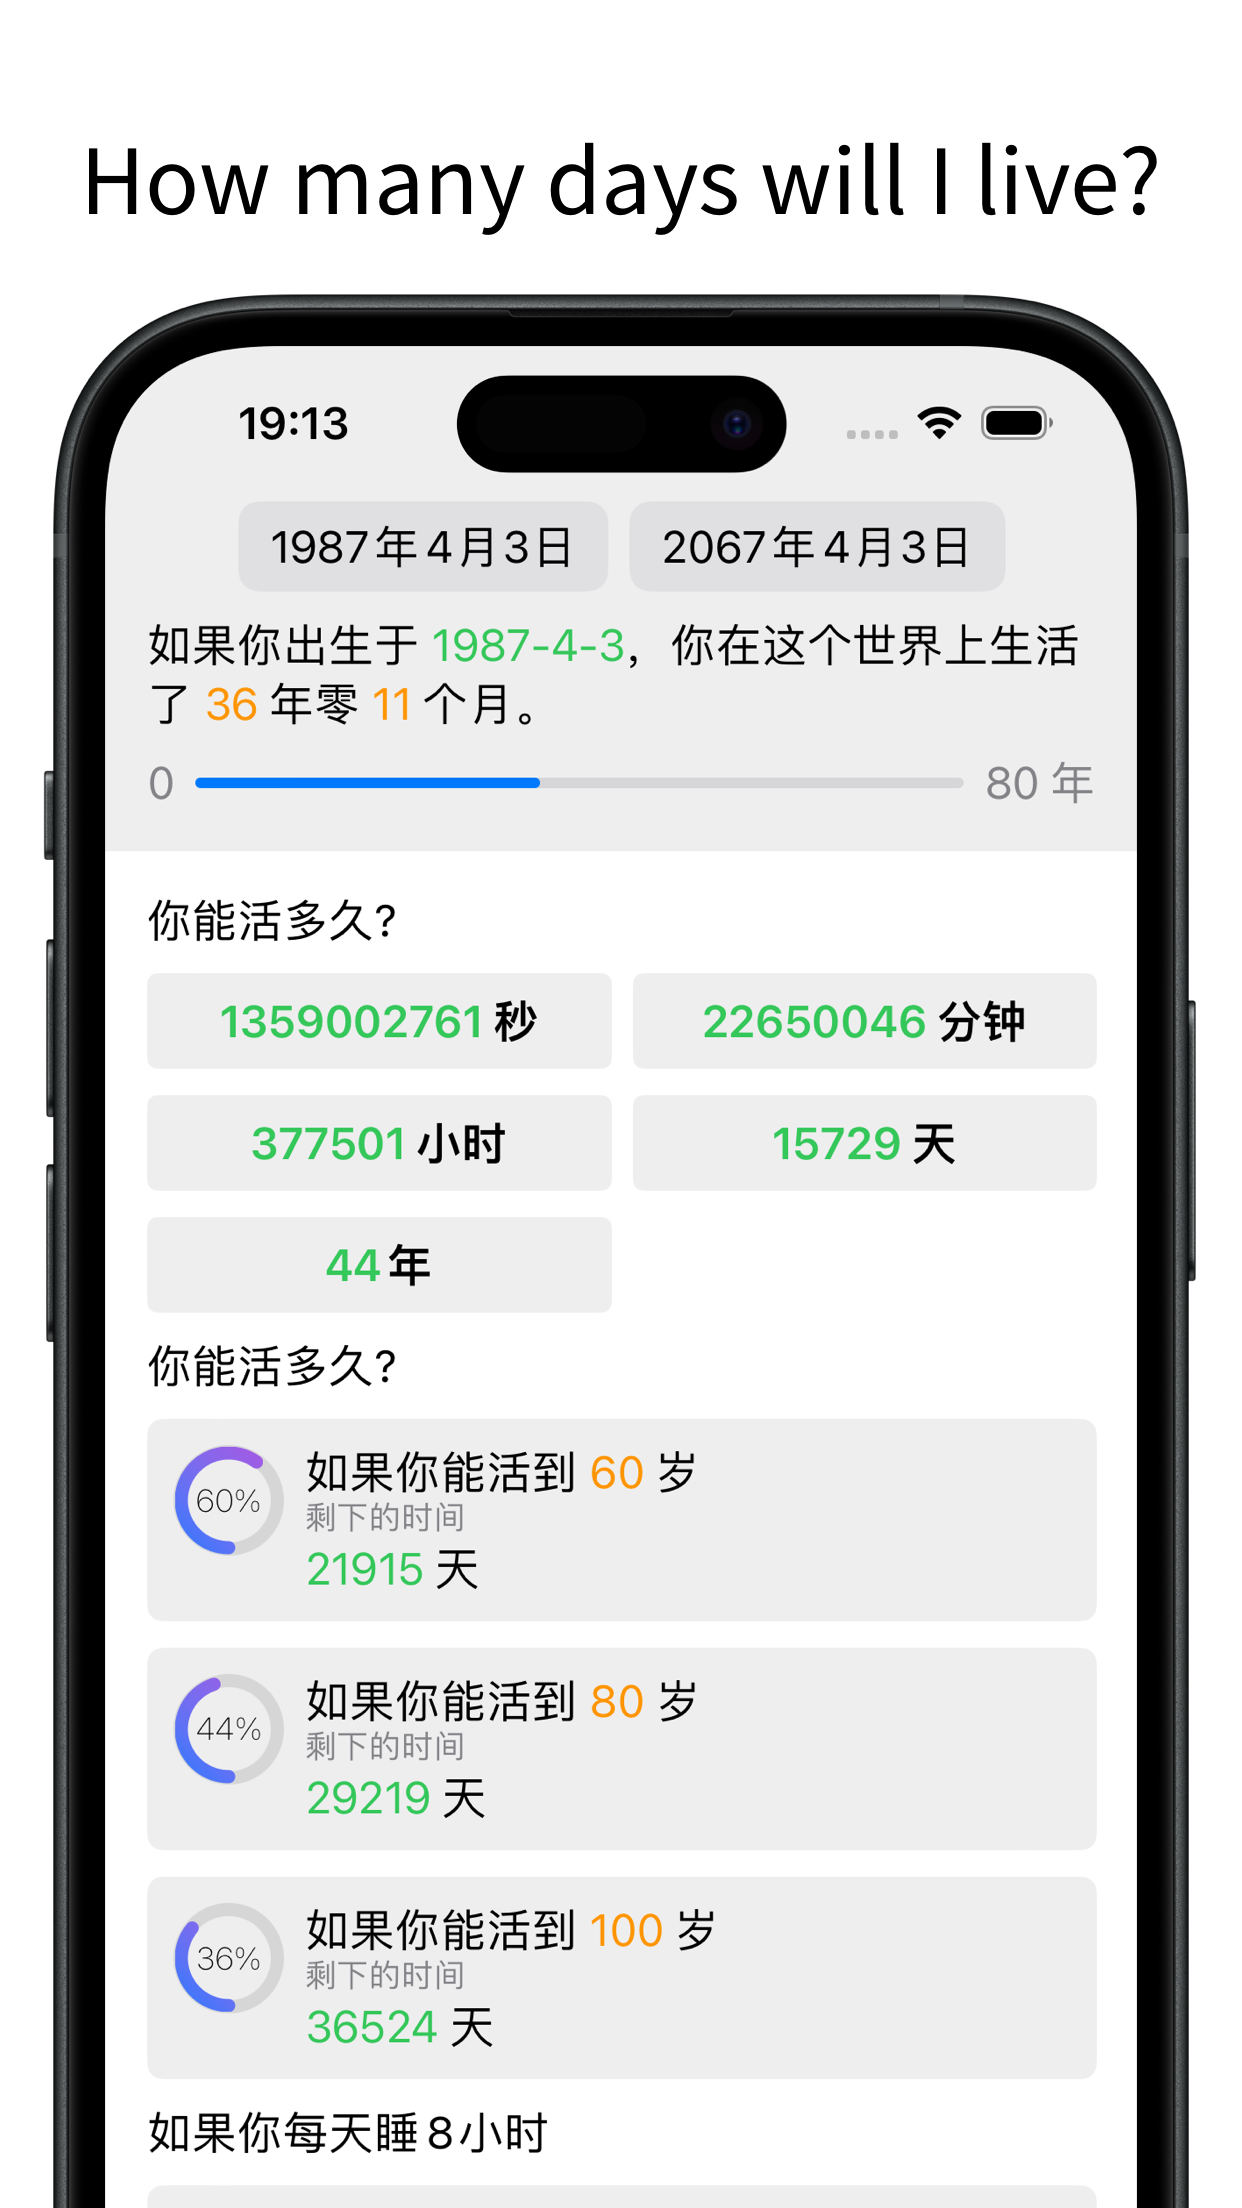 How many days will I live?
19:13
1987年4月3日 2067年4月3日
如果你出生于 1987-4-3，你在这个世界上生活
了 36 年零 11 个月。
0 80 年
你能活多久?
1359002761 秒 22650046 分钟
377501 小时 15729 天
44 年
你能活多久?
60% 如果你能活到 60 岁
剩下的时间
21915 天
44% 如果你能活到 80 岁
剩下的时间
29219 天
36% 如果你能活到 100 岁
剩下的时间
36524 天
如果你每天睡8小时